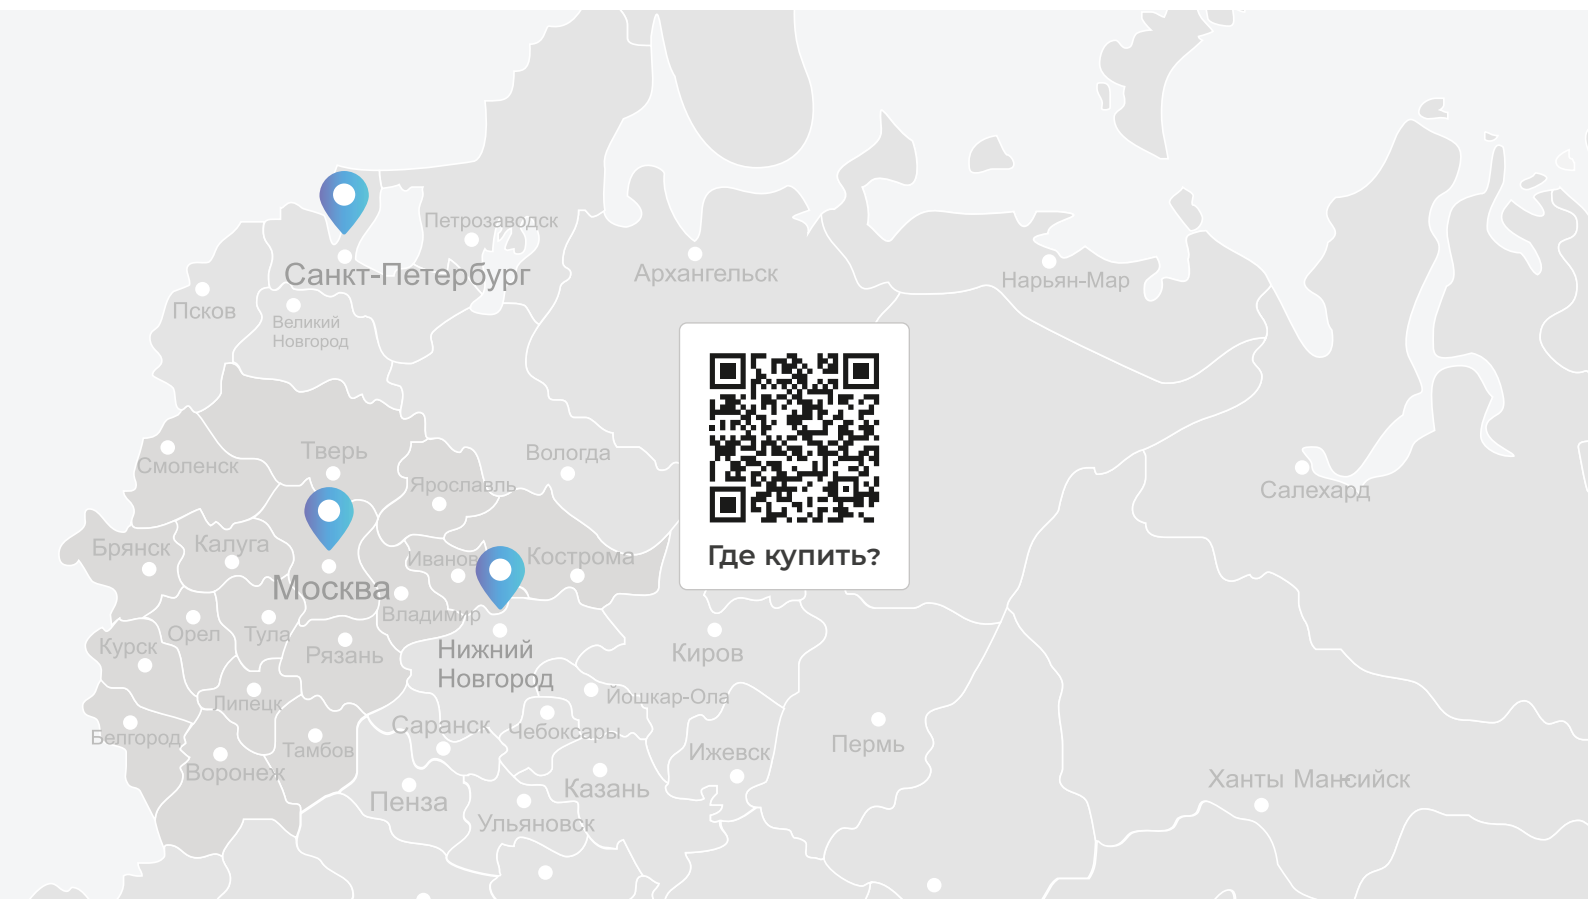 Петрозаводск
Санкт-Петербург
Архангельск
Нарьян-Мар
Псков
Великий
Новгород
Тверь
Вологда
Смоленск
Ярославль
Салехард
Брянск
Калуга
Иванов
Кострома
Где купить?
Москва
Владимир
Орел
Тула
Курск
Рязань
Нижний
Новгород
Киров
Йошкар-Ола
Липецк
Белгород
Саранск
Чебоксары
Тамбов
Ижевск
Пермь
Воронеж
Казань
Ханты Мансийск
Пенза
Ульяновск